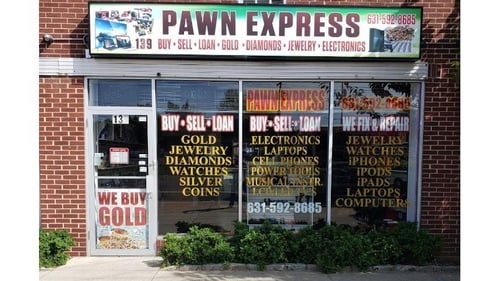 PAWN EXPRESS
631-592-8685
139 BUY • SELL • LOAN • GOLD • DIAMONDS • JEWELRY • ELECTRONICS
13
WE BUY
GOLD
BUY • SELL • LOAN
GOLD
JEWELRY
DIAMONDS
WATCHES
SILVER
COINS
PAWN EXPRESS
BUY • SELL • LOAN
ELECTRONICS
LAPTOPS
CELL PHONES
POWER TOOLS
MUSICAL INSTR.
631-592-8685
631-592-8685
WE FIX & REPAIR
JEWELRY
WATCHES
iPHONES
iPODS
iPADS
LAPTOPS
COMPUTERS